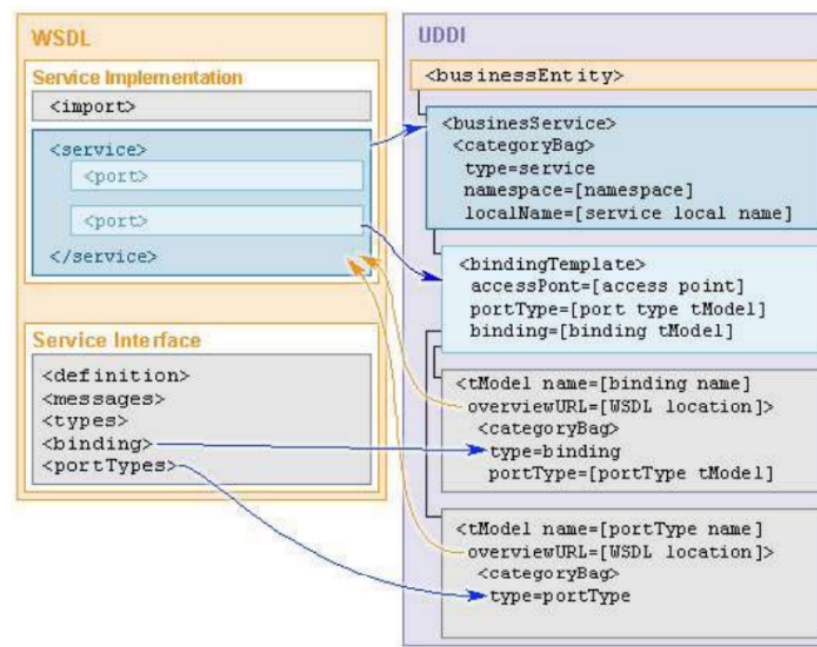 WSDL
Service Implementation
<import>
<service>
<port>
<port>
</service>
Service Interface
<definition>
<messages>
<types>
<binding>
<portTypes>
UDDI
<businessEntity>
<businesService>
<categoryBag>
type=service
namespace=[namespace]
localName=[service local name]
<bindingTemplate>
accessPont=[access point]
portType=[port type tModel]
binding=[binding tModel]
<tModel name=[binding name]
overviewURL=[WSDL location]>
<categoryBag>
type=binding
portType=[portType tModel]
<tModel name=[portType name]
overviewURL=[WSDL location]>
<categoryBag>
type=portType